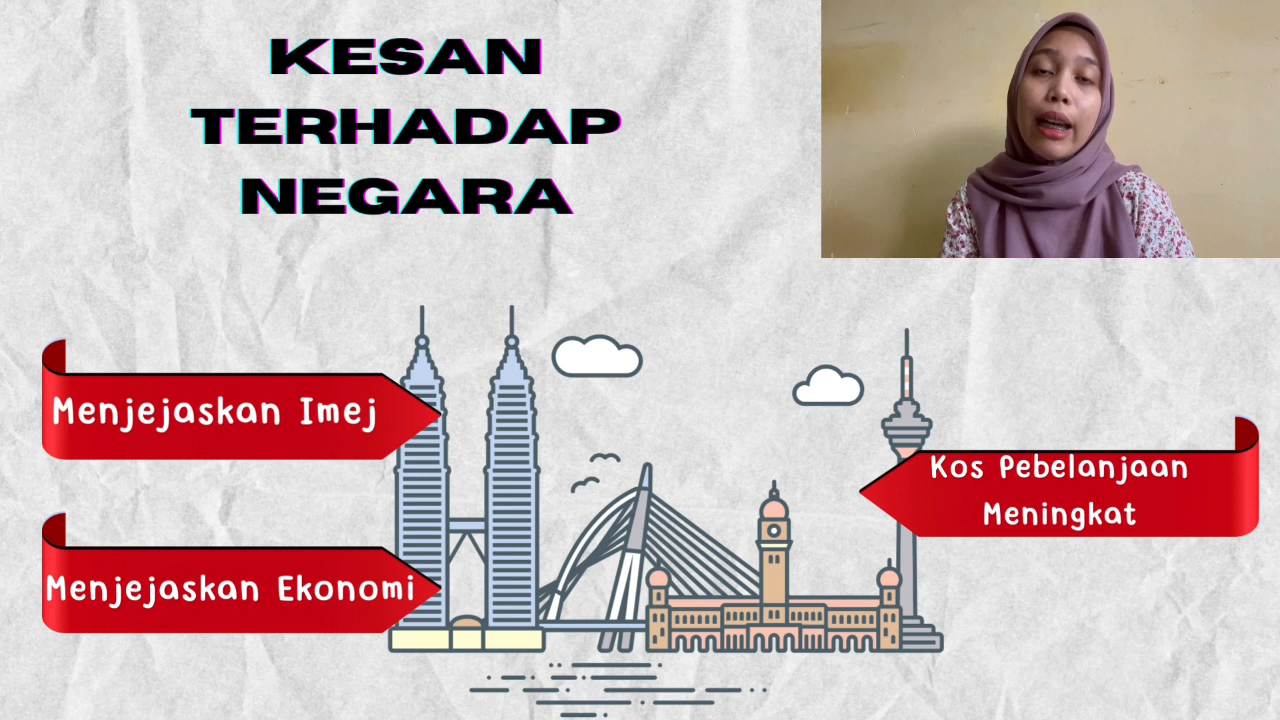 KESAN
TERHADAP
NEGARA
Menjejaskan Imej
Kos Pebelanjaan
Meningkat
Menjejaskan Ekonomi